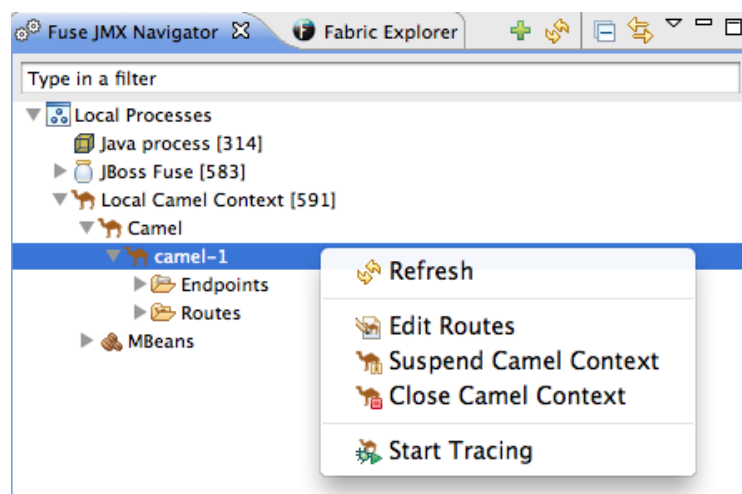 Fuse JMX Navigator Fabric Explorer
Type in a filter
Local Processes
Java process [314]
JBoss Fuse [583]
Local Camel Context [591]
Camel
camel-1
Endpoints
Routes
MBeans
Refresh
Edit Routes
Suspend Camel Context
Close Camel Context
Start Tracing